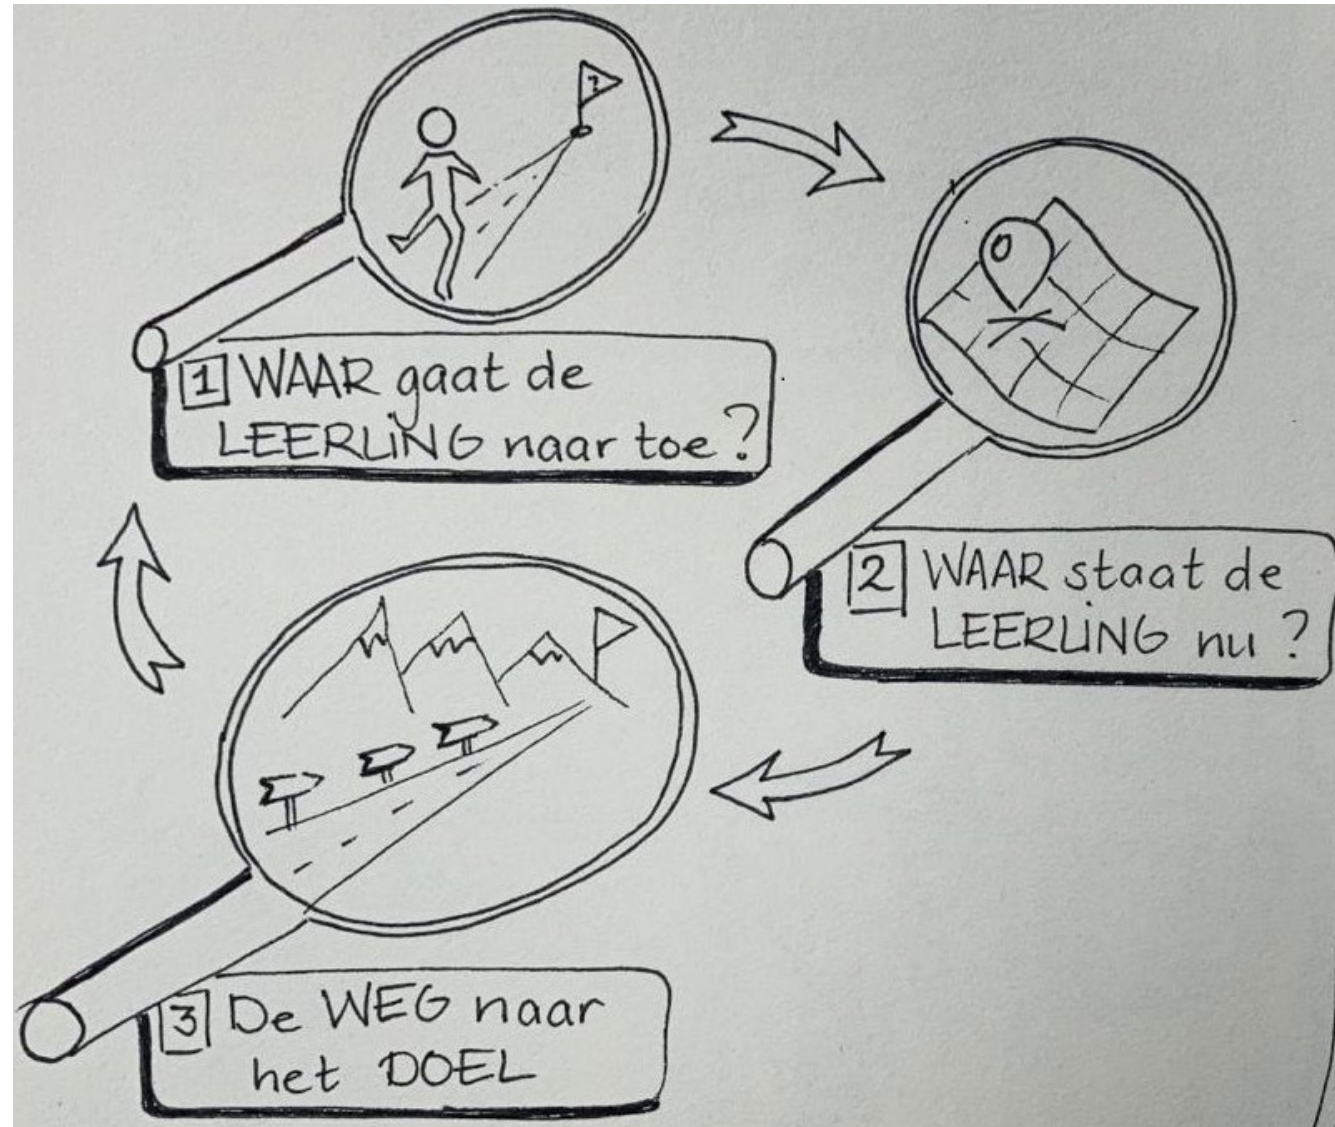 ?
1 WAAR gaat de
LEERLING naar toe?
2 WAAR staat de
LEERLING nu?
3 De WEG naar
het DOEL